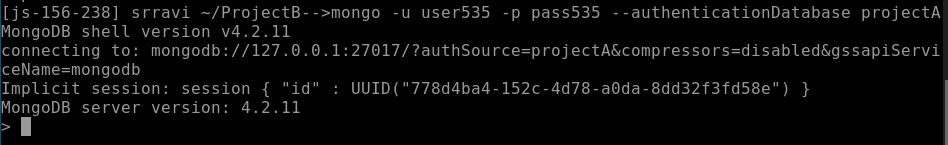 [js-156-238] srravi ~/ProjectB-->mongo -u user535 -p pass535 --authenticationDatabase projectA
MongoDB shell version v4.2.11
connecting to: mongodb://127.0.0.1:27017/?authSource=projectA&compressors=disabled&gssapiServi
ceName=mongodb
Implicit session: session { "id" : UUID("778d4ba4-152c-4d78-a0da-8dd32f3fd58e") }
MongoDB server version: 4.2.11
>